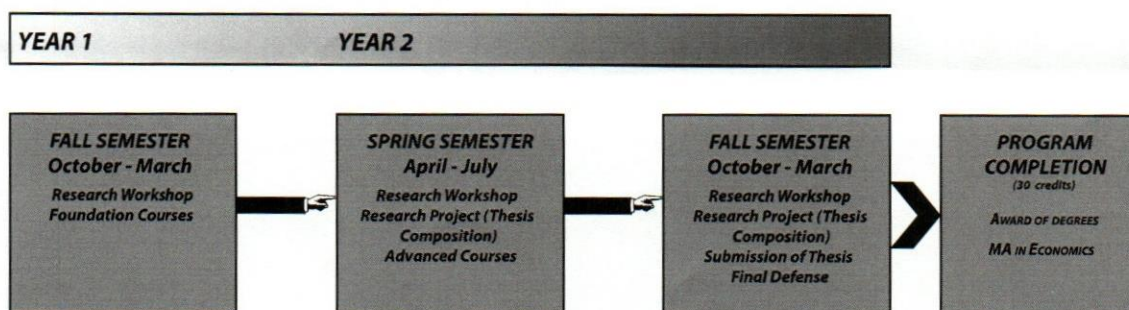 YEAR 1
YEAR 2
FALL SEMESTER
October - March
Research Workshop
Foundation Courses
SPRING SEMESTER
April - July
Research Workshop
Research Project (Thesis
Composition)
Advanced Courses
FALL SEMESTER
October - March
Research Workshop
Research Project (Thesis
Composition)
Submission of Thesis
Final Defense
PROGRAM
COMPLETION
(30 credits)
AWARD OF DEGREES
MA IN ECONOMICS